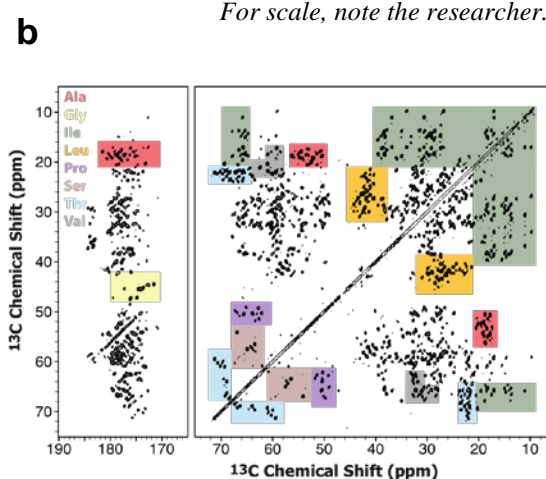 For scale, note the researcher.
b
Ala
Gly
Ile
Leu
Pro
Ser
Thr
Val
10
20
30
40
50
60
70
13C Chemical Shift (ppm)
190 180 170
70 60 50 40 30 20 10
13C Chemical Shift (ppm)